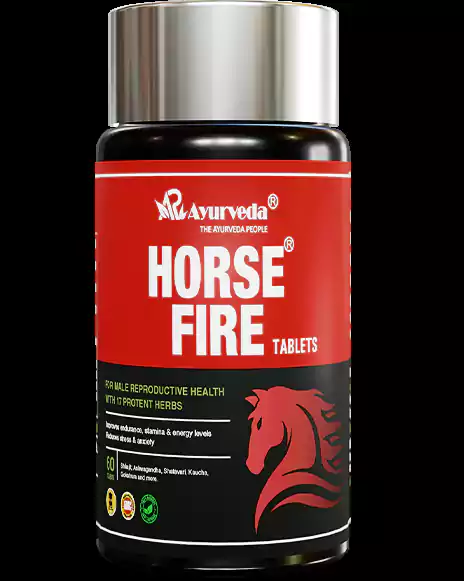 Ayurveda®
THE AYURVEDA PEOPLE
HORSE®
FIRE TABLETS
FOR MALE REPRODUCTIVE HEALTH
WITH 17 PROTENT HERBS
Improves endurance, stamina & energy levels
Reduces stress & anxiety
60
Shilajit, Ashwagandha, Shatavari, Kaucha,
Gokshura and more.